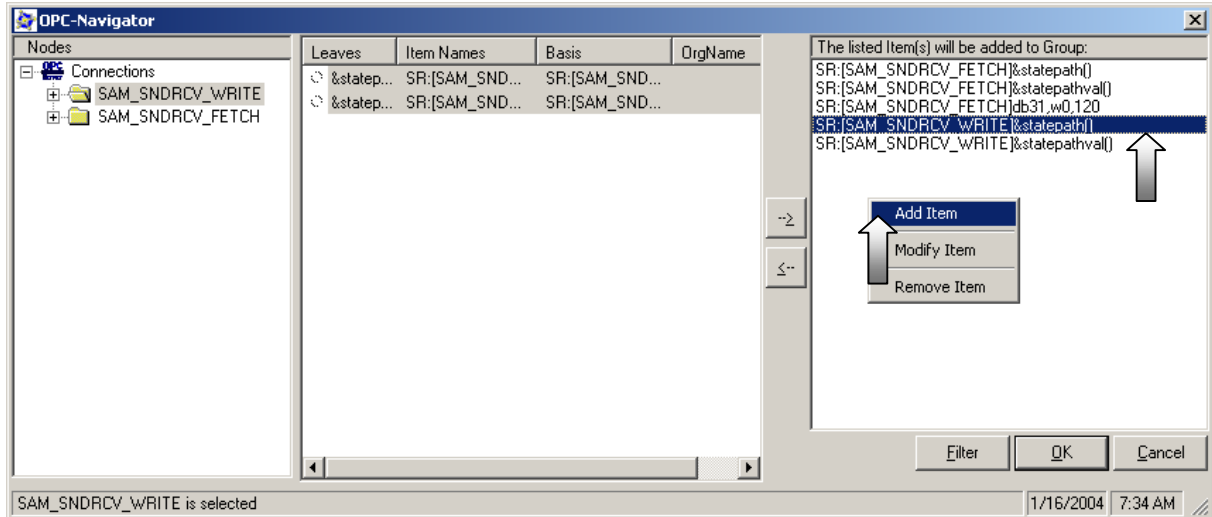 OPC-Navigator
Nodes
Connections
SAM_SNDRCV_WRITE
SAM_SNDRCV_FETCH
Leaves Item Names Basis OrgName
&statep... SR:[SAM_SND... SR:[SAM_SND...
&statep... SR:[SAM_SND... SR:[SAM_SND...
-->
<--
The listed Item(s) will be added to Group:
SR:[SAM_SNDRCV_FETCH]&statepath()
SR:[SAM_SNDRCV_FETCH]&statepathval()
SR:[SAM_SNDRCV_FETCH]db31,w0,120
SR:[SAM_SNDRCV_WRITE]&statepath()
SR:[SAM_SNDRCV_WRITE]&statepathval()
Add Item
Modify Item
Remove Item
Filter OK Cancel
SAM_SNDRCV_WRITE is selected 1/16/2004 7:34 AM